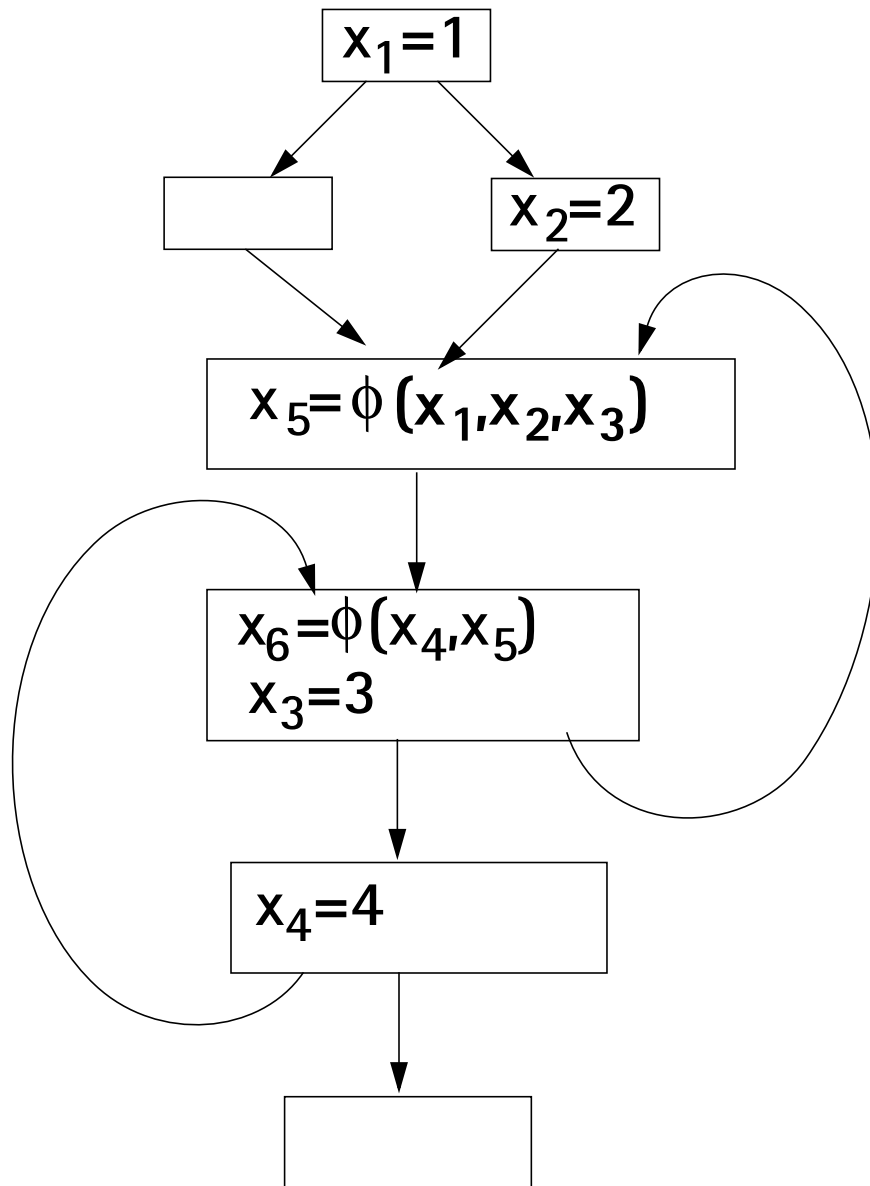 x₁=1
x₂=2
x₅=ϕ(x₁,x₂,x₃)
x₆=ϕ(x₄,x₅)
x₃=3
x₄=4